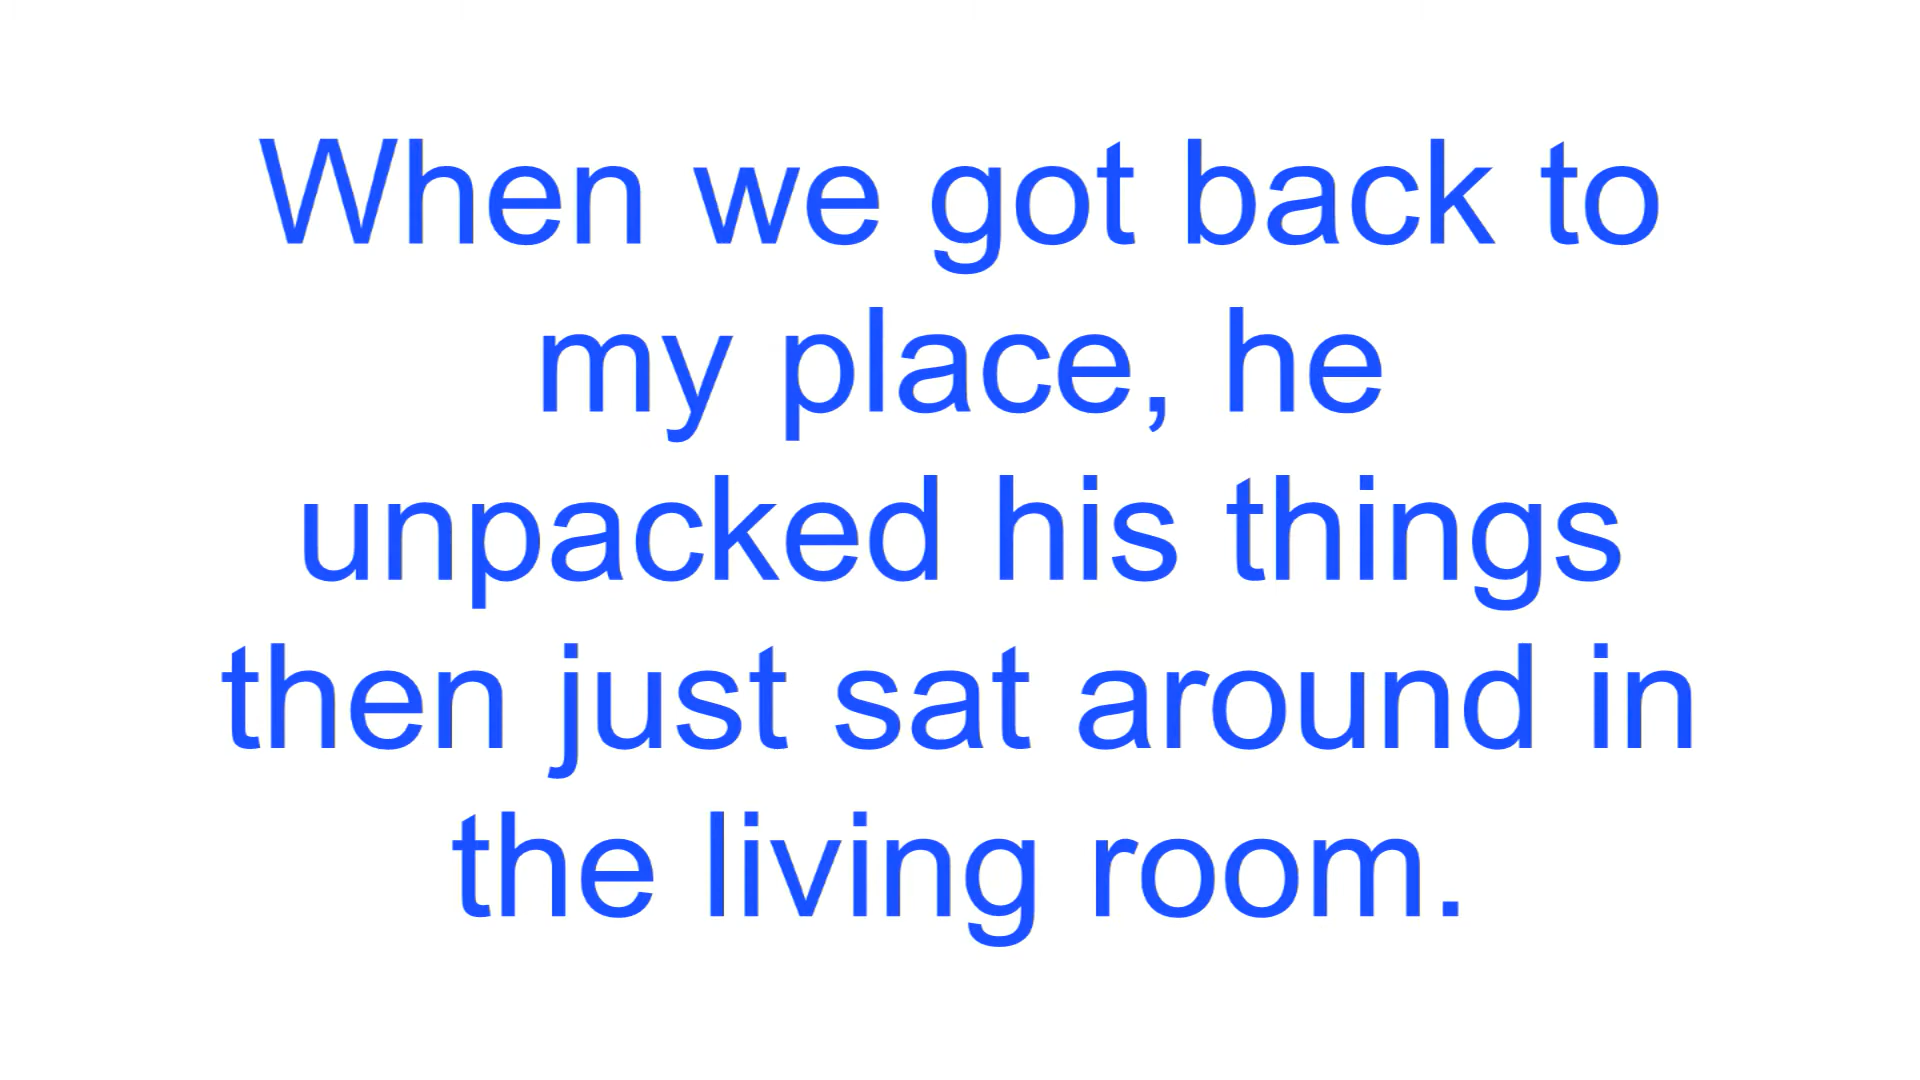 When we got back to
my place, he
unpacked his things
then just sat around in
the living room.